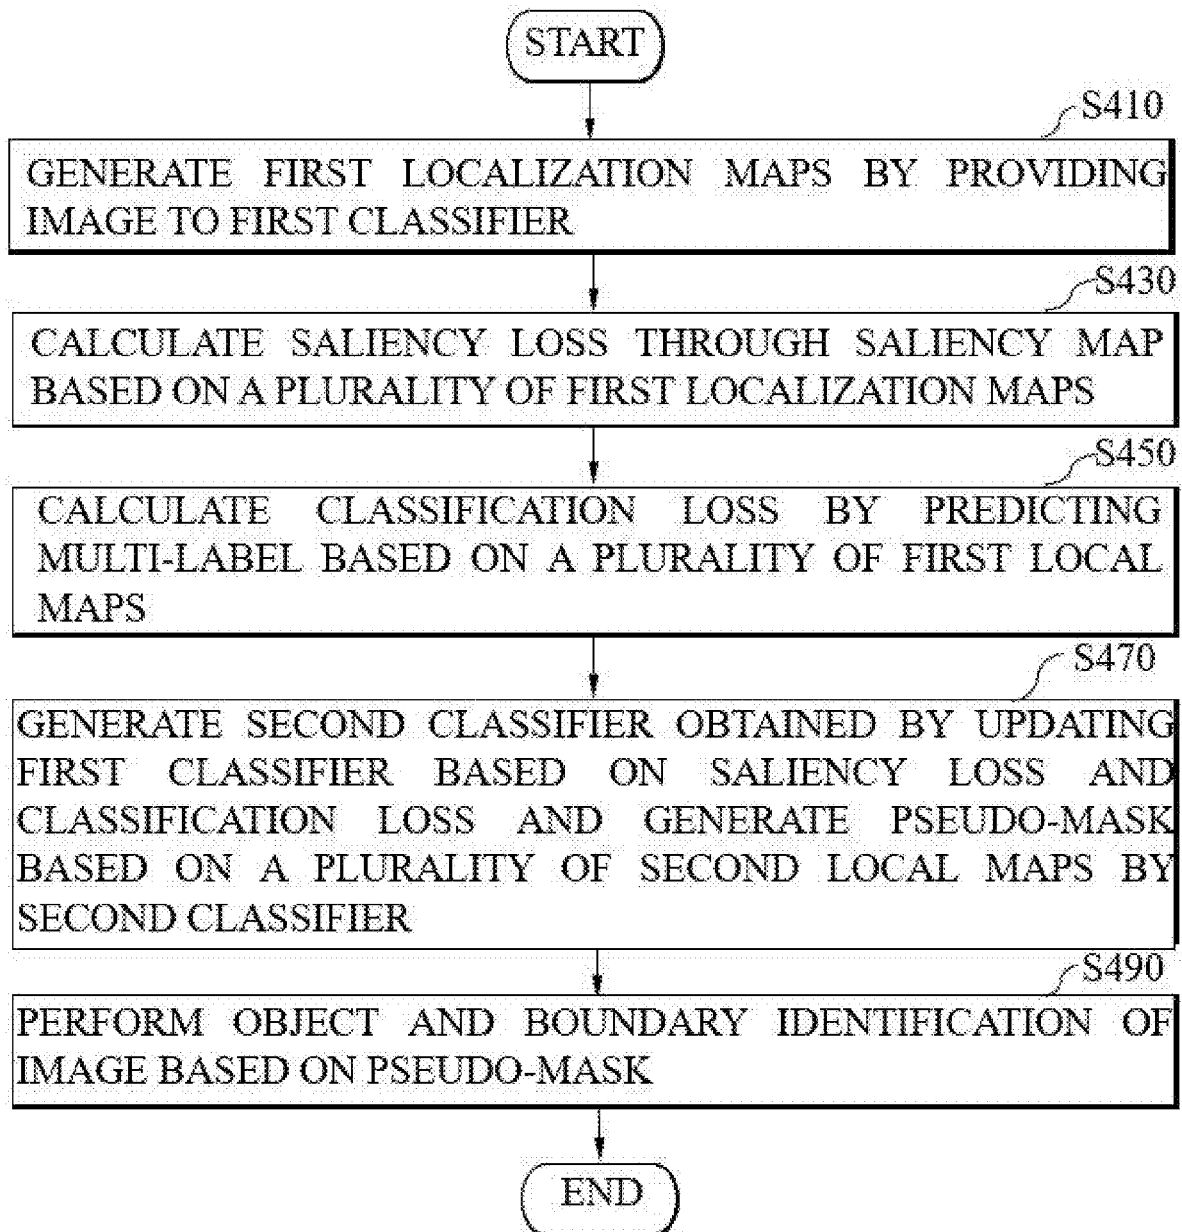 START
S410
GENERATE FIRST LOCALIZATION MAPS BY PROVIDING
IMAGE TO FIRST CLASSIFIER
S430
CALCULATE SALIENCY LOSS THROUGH SALIENCY MAP
BASED ON A PLURALITY OF FIRST LOCALIZATION MAPS
S450
CALCULATE CLASSIFICATION LOSS BY PREDICTING
MULTI-LABEL BASED ON A PLURALITY OF FIRST LOCAL
MAPS
S470
GENERATE SECOND CLASSIFIER OBTAINED BY UPDATING
FIRST CLASSIFIER BASED ON SALIENCY LOSS AND
CLASSIFICATION LOSS AND GENERATE PSEUDO-MASK
BASED ON A PLURALITY OF SECOND LOCAL MAPS BY
SECOND CLASSIFIER
S490
PERFORM OBJECT AND BOUNDARY IDENTIFICATION OF
IMAGE BASED ON PSEUDO-MASK
END